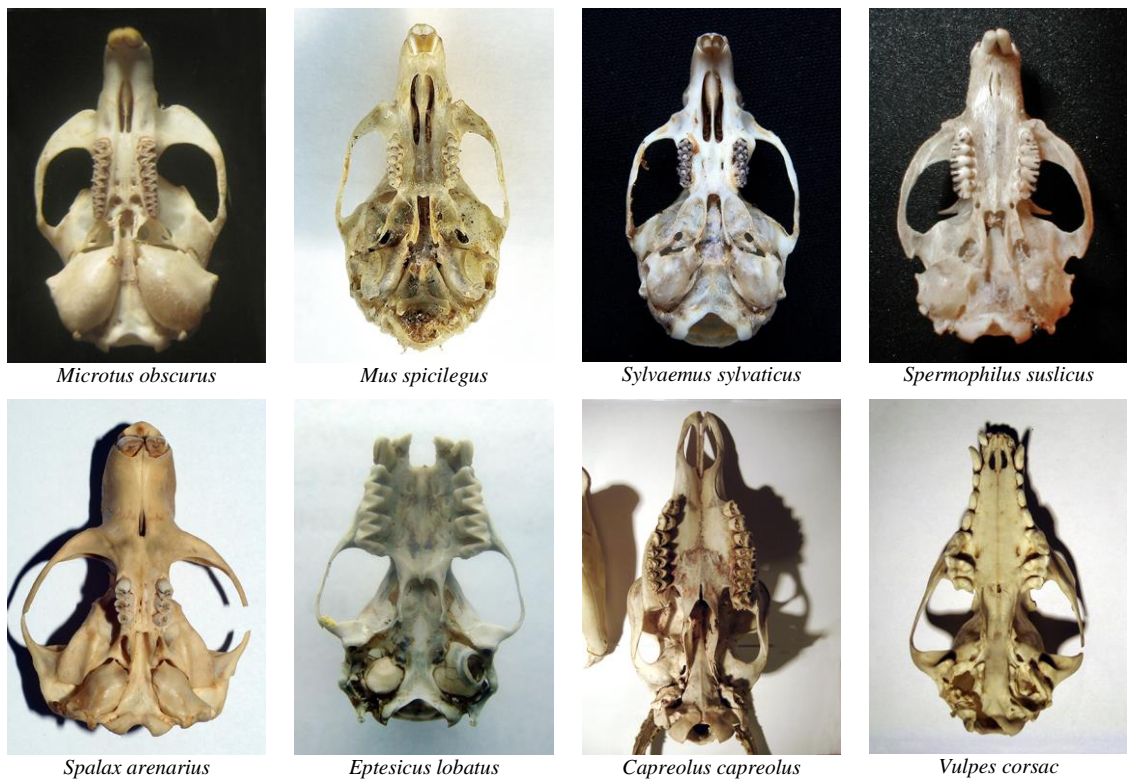 Microtus obscurus
Mus spicilegus
Sylvaemus sylvaticus
Spermophilus suslicus
Spalax arenarius
Eptesicus lobatus
Capreolus capreolus
Vulpes corsac